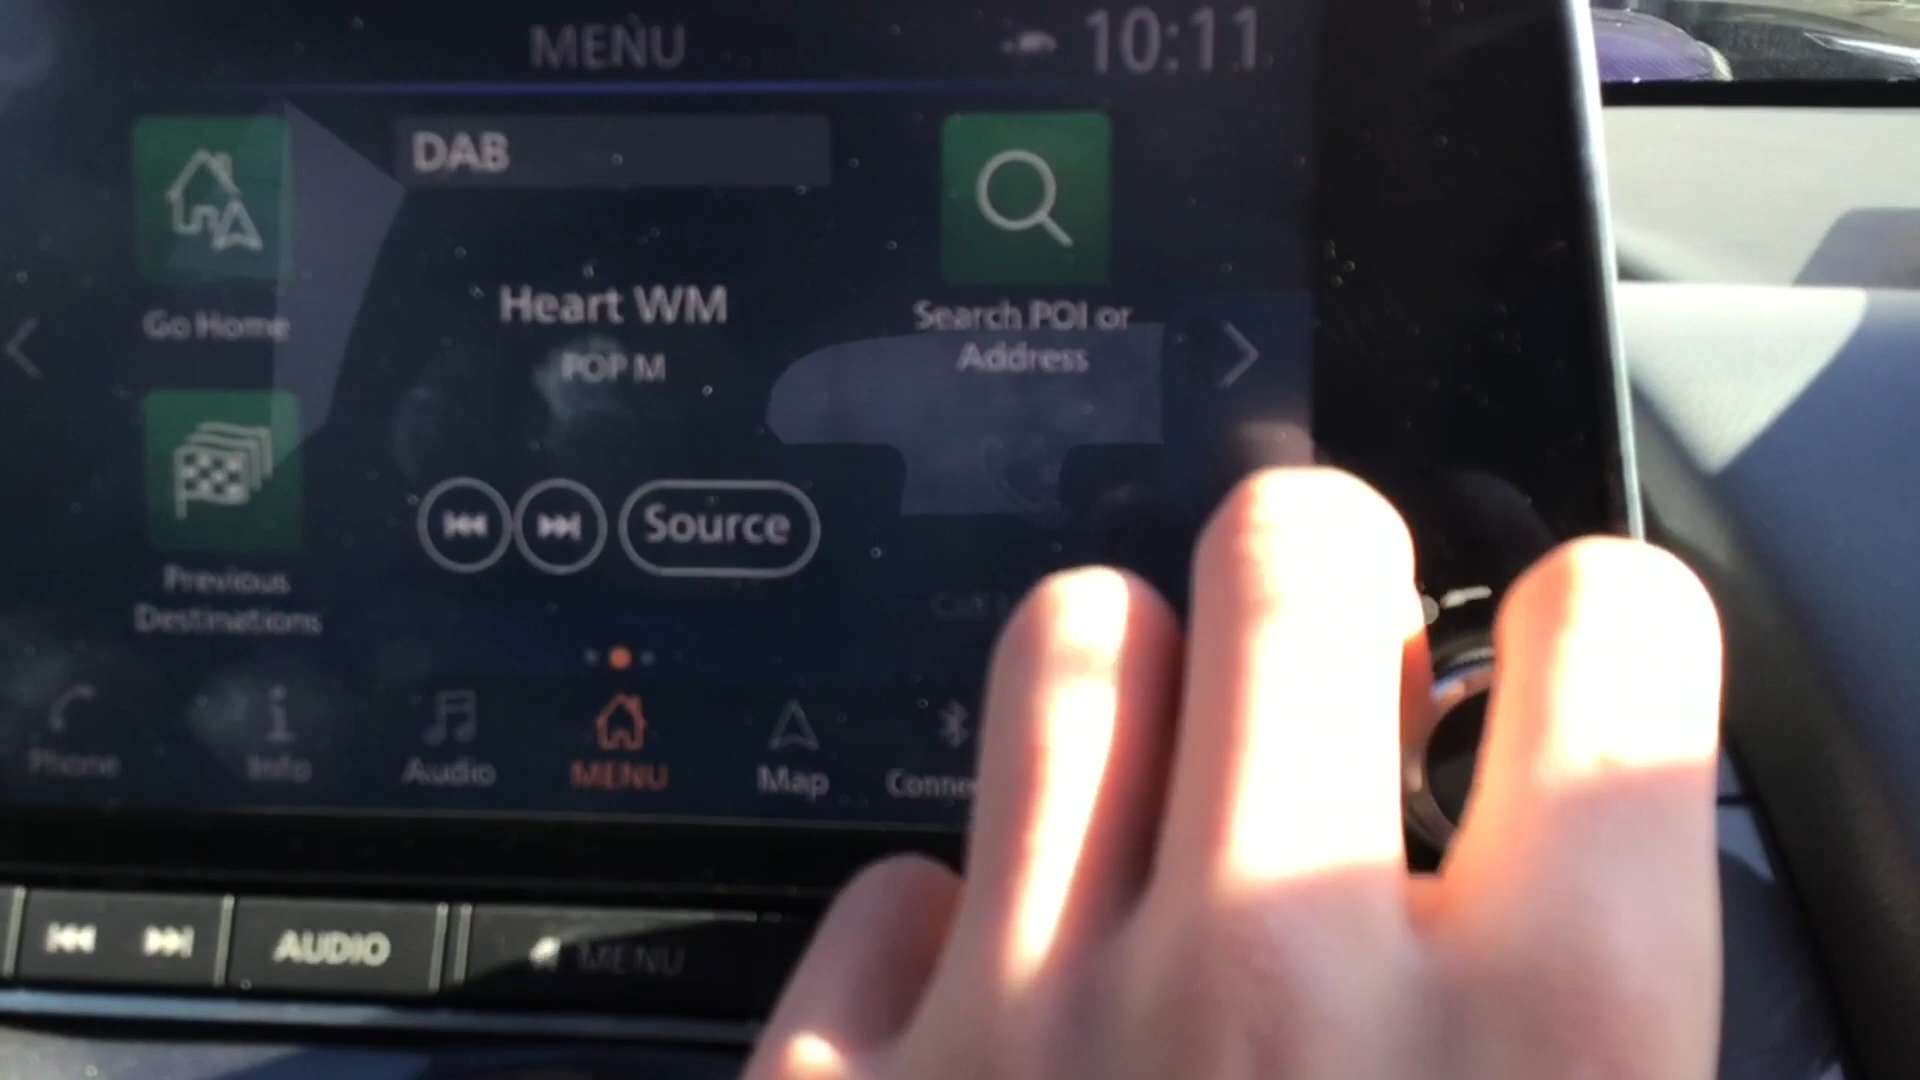 MENU
10:11
DAB
Heart WM
POP M
Go Home
Search POI or
Address
Source
Previous
Destinations
Phone
Info
Audio
MENU
Map
Conne
AUDIO
MENU